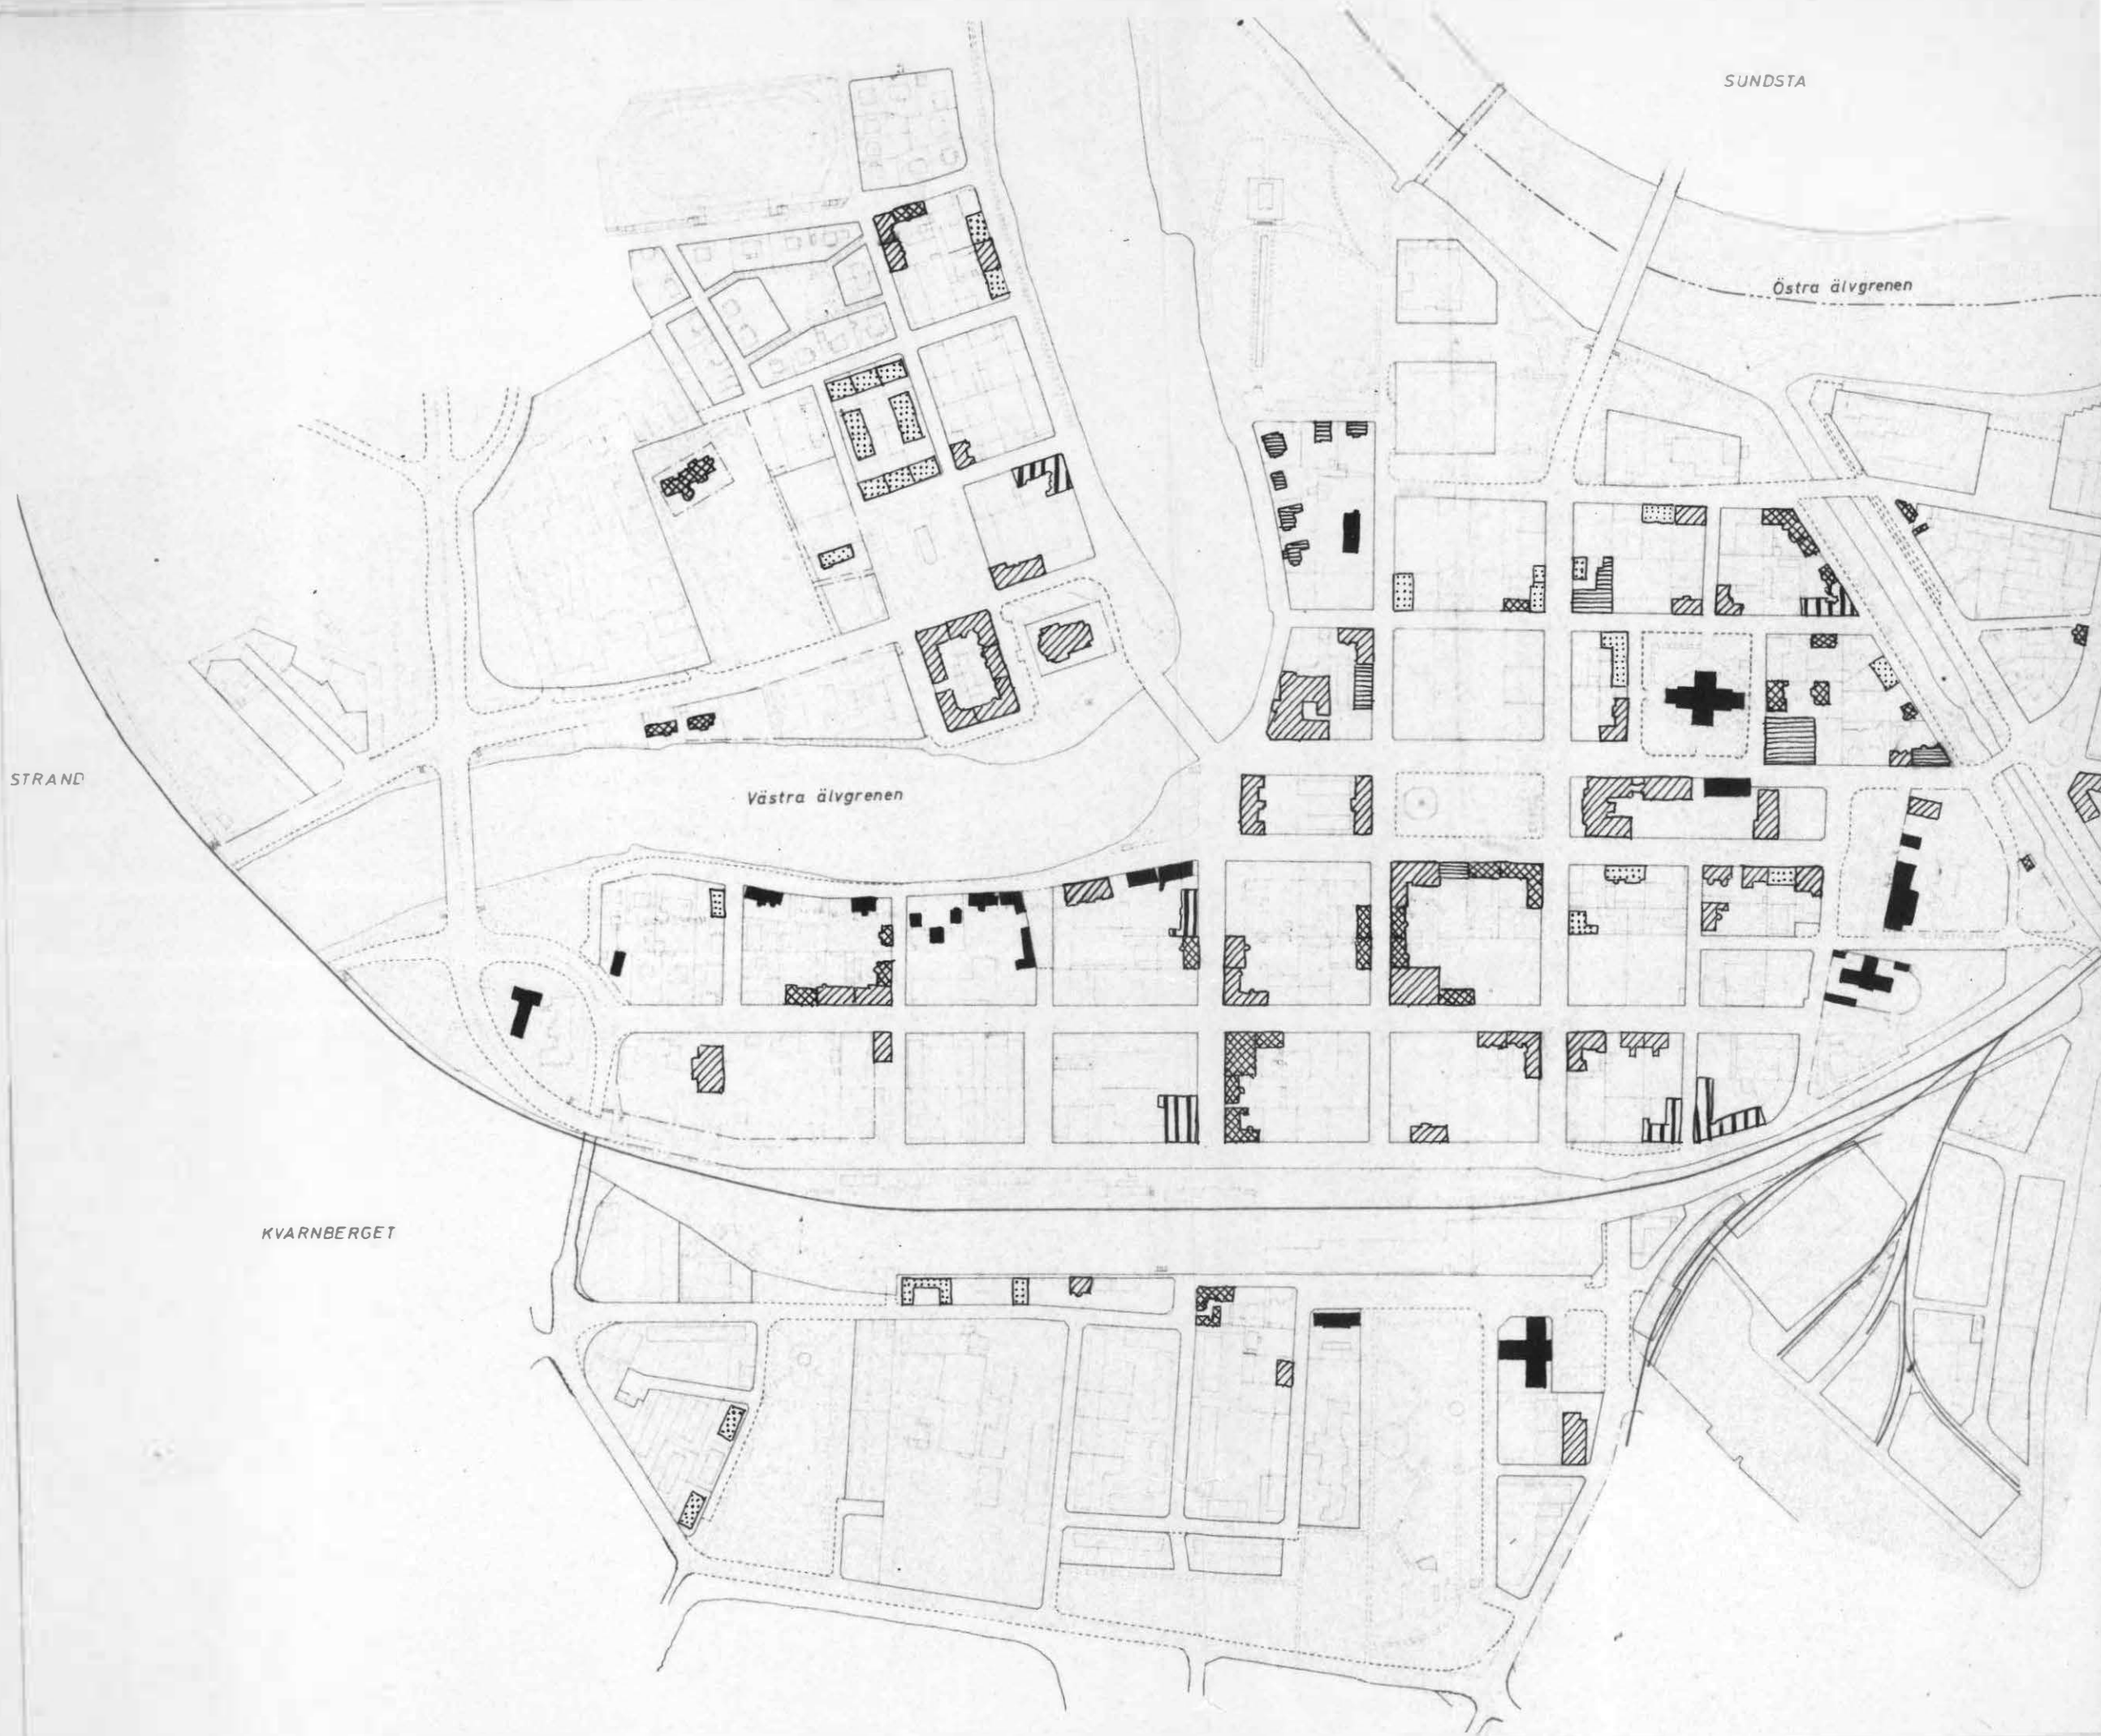 SUNDSTA
Östra älvgrenen
STRAND
Västra älvgrenen
KVARNBERGET